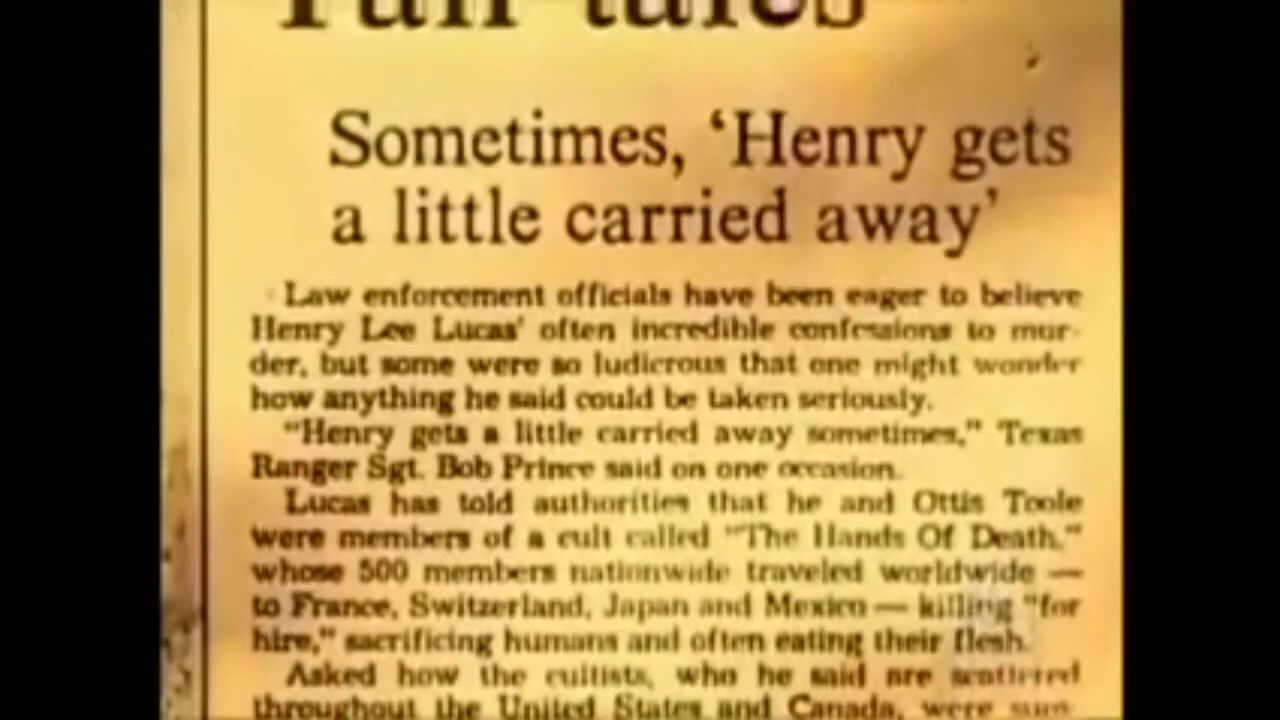 Tall tales
Sometimes, ‘Henry gets
a little carried away’
Law enforcement officials have been eager to believe
Henry Lee Lucas’ often incredible confessions to mur-
der, but some were so ludicrous that one might wonder
how anything he said could be taken seriously.
“Henry gets a little carried away sometimes,” Texas
Ranger Sgt. Bob Prince said on one occasion.
Lucas has told authorities that he and Ottis Toole
were members of a cult called “The Hands Of Death,”
whose 500 members nationwide traveled worldwide —
to France, Switzerland, Japan and Mexico — killing “for
hire,” sacrificing humans and often eating their flesh.
Asked how the cultists, who he said are scattered
throughout the United States and Canada, were